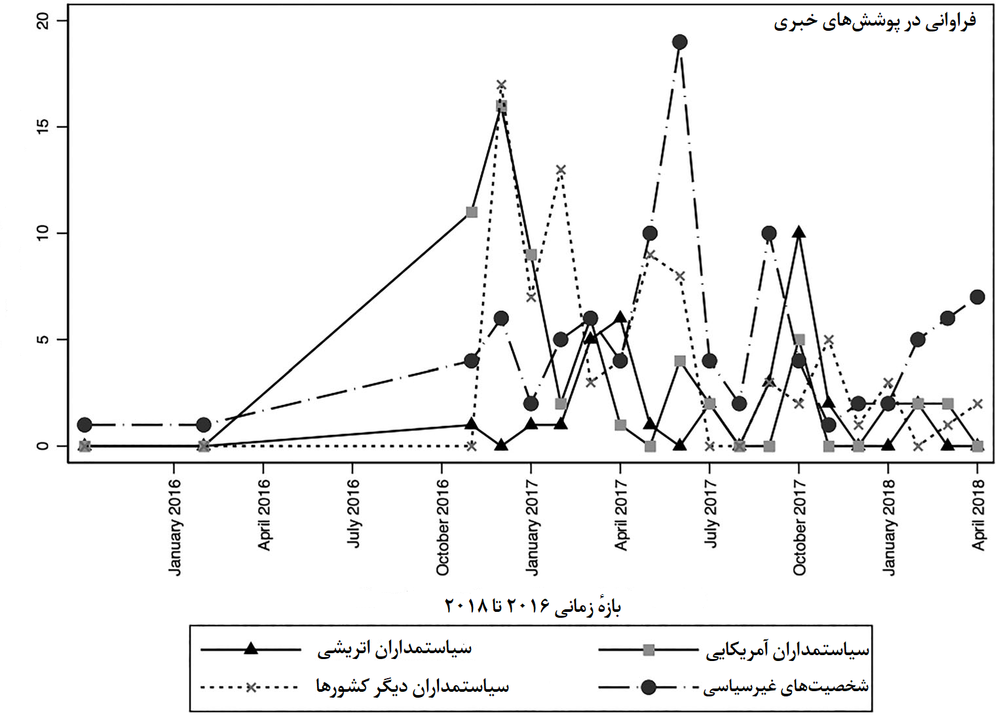 فراوانی در پوشش‌های خبری
20
15
10
5
0
January 2016
April 2016
July 2016
October 2016
January 2017
April 2017
July 2017
October 2017
January 2018
April 2018
بازهٔ زمانی ۲۰۱۶ تا ۲۰۱۸
سیاستمداران اتریشی
سیاستمداران آمریکایی
سیاستمداران دیگر کشورها
شخصیت‌های غیرسیاسی